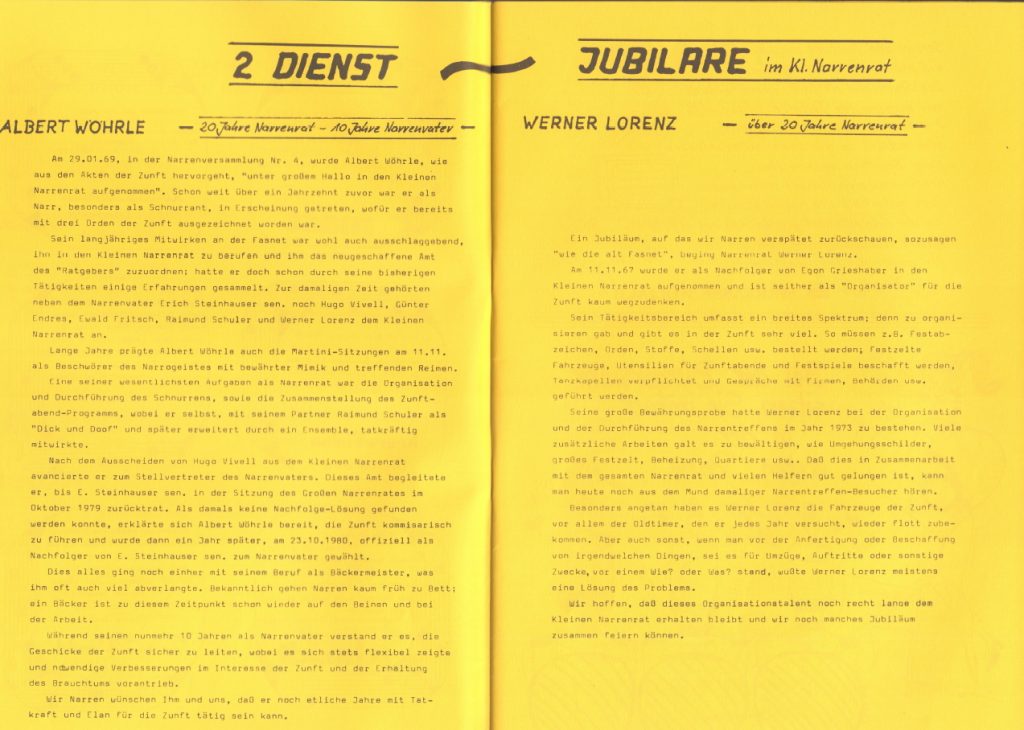 2 DIENST ~ JUBILARE im Kl. Narrenrat
ALBERT WÖHRLE – 20 Jahre Narrenrat – 10 Jahre Narrenvater –
Am 29.01.69, in der Narrenversammlung Nr. 4, wurde Albert Wöhrle, wie
aus den Akten der Zunft hervorgeht, "unter großem Hallo in den Kleinen
Narrenrat aufgenommen". Schon weit über ein Jahrzehnt zuvor war er als
Narr, besonders als Schnurrant, in Erscheinung getreten, wofür er bereits
mit drei Orden der Zunft ausgezeichnet worden war.
Sein langjähriges Mitwirken an der Fasnet war wohl auch ausschlaggebend,
ihn in den Kleinen Narrenrat zu berufen und ihm das neugeschaffene Amt
des "Ratgebers" zuzuordnen; hatte er doch schon durch seine bisherigen
Tätigkeiten einige Erfahrungen gesammelt. Zur damaligen Zeit gehörten
neben dem Narrenvater Erich Steinhauser sen. noch Hugo Vivell, Günter
Endres, Ewald Fritsch, Raimund Schuler und Werner Lorenz dem Kleinen
Narrenrat an.
Lange Jahre prägte Albert Wöhrle auch die Martini-Sitzungen am 11.11.
als Beschwörer des Narrogeistes mit bewährter Mimik und treffenden Reimen.
Eine seiner wesentlichsten Aufgaben als Narrenrat war die Organisation
und Durchführung des Schnurrens, sowie die Zusammenstellung des Zunft-
abend-Programms, wobei er selbst, mit seinem Partner Raimund Schuler als
"Dick und Doof" und später erweitert durch ein Ensemble, tatkräftig
mitwirkte.
Nach dem Ausscheiden von Hugo Vivell aus dem Kleinen Narrenrat
avancierte er zum Stellvertreter des Narrenvaters. Dieses Amt begleitete
er, bis E. Steinhauser sen. in der Sitzung des Großen Narrenrates im
Oktober 1979 zurücktrat. Als damals keine Nachfolge-Lösung gefunden
werden konnte, erklärte sich Albert Wöhrle bereit, die Zunft kommisarisch
zu führen und wurde dann ein Jahr später, am 23.10.1980, offiziell als
Nachfolger von E. Steinhauser sen. zum Narrenvater gewählt.
Dies alles ging noch einher mit seinem Beruf als Bäckermeister, was
ihm oft auch viel abverlangte. Bekanntlich gehen Narren kaum früh zu Bett;
ein Bäcker ist zu diesem Zeitpunkt schon wieder auf den Beinen und bei
der Arbeit.
Während seinen nunmehr 10 Jahren als Narrenvater verstand er es, die
Geschicke der Zunft sicher zu leiten, wobei es sich stets flexibel zeigte
und notwendige Verbesserungen im Interesse der Zunft und der Erhaltung
des Brauchtums vorantrieb.
Wir Narren wünschen Ihm und uns, daß er noch etliche Jahre mit Tat-
kraft und Elan für die Zunft tätig sein kann.
WERNER LORENZ – über 20 Jahre Narrenrat –
Ein Jubiläum, auf das wir Narren verspätet zurückschauen, sozusagen
"wie die alt Fasnet", beging Narrenrat Werner Lorenz.
Am 11.11.67 wurde er als Nachfolger von Egon Grieshaber in den
Kleinen Narrenrat aufgenommen und ist seither als "Organisator" für die
Zunft kaum wegzudenken.
Sein Tätigkeitsbereich umfasst ein breites Spektrum; denn zu organi-
sieren gab und gibt es in der Zunft sehr viel. So müssen z.B. Festab-
zeichen, Orden, Stoffe, Schellen usw. bestellt werden; Festzelte
Fahrzeuge, Utensilien für Zunftabende und Festspiele beschafft werden,
Tanzkapellen verpflichtet und Gespräche mit Firmen, Behörden usw.
geführt werden.
Seine große Bewährungsprobe hatte Werner Lorenz bei der Organisation
und der Durchführung des Narrentreffens im Jahr 1973 zu bestehen. Viele
zusätzliche Arbeiten galt es zu bewältigen, wie Umgehungsschilder,
großes Festzelt, Beheizung, Quartiere usw.. Daß dies in Zusammenarbeit
mit dem gesamten Narrenrat und vielen Helfern gut gelungen ist, kann
man heute noch aus dem Mund damaliger Narrentreffen-Besucher hören.
Besonders angetan haben es Werner Lorenz die Fahrzeuge der Zunft,
vor allem der Oldtimer, den er jedes Jahr versucht, wieder flott zube-
kommen. Aber auch sonst, wenn man vor der Anfertigung oder Beschaffung
von irgendwelchen Dingen, sei es für Umzüge, Auftritte oder sonstige
Zwecke, vor einem Wie? oder Was? stand, wußte Werner Lorenz meistens
eine Lösung des Problems.
Wir hoffen, daß dieses Organisationstalent noch recht lange dem
Kleinen Narrenrat erhalten bleibt und wir noch manches Jubiläum
zusammen feiern können.